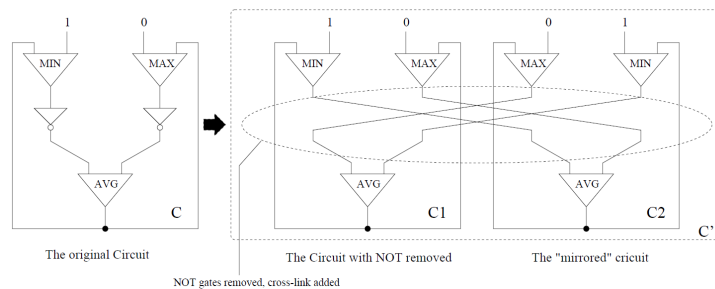 1 0 1 0 0 1
MIN MAX MIN MAX MAX MIN
AVG AVG AVG
C C1 C2
C'
The original Circuit The Circuit with NOT removed The "mirrored" cricuit
NOT gates removed, cross-link added